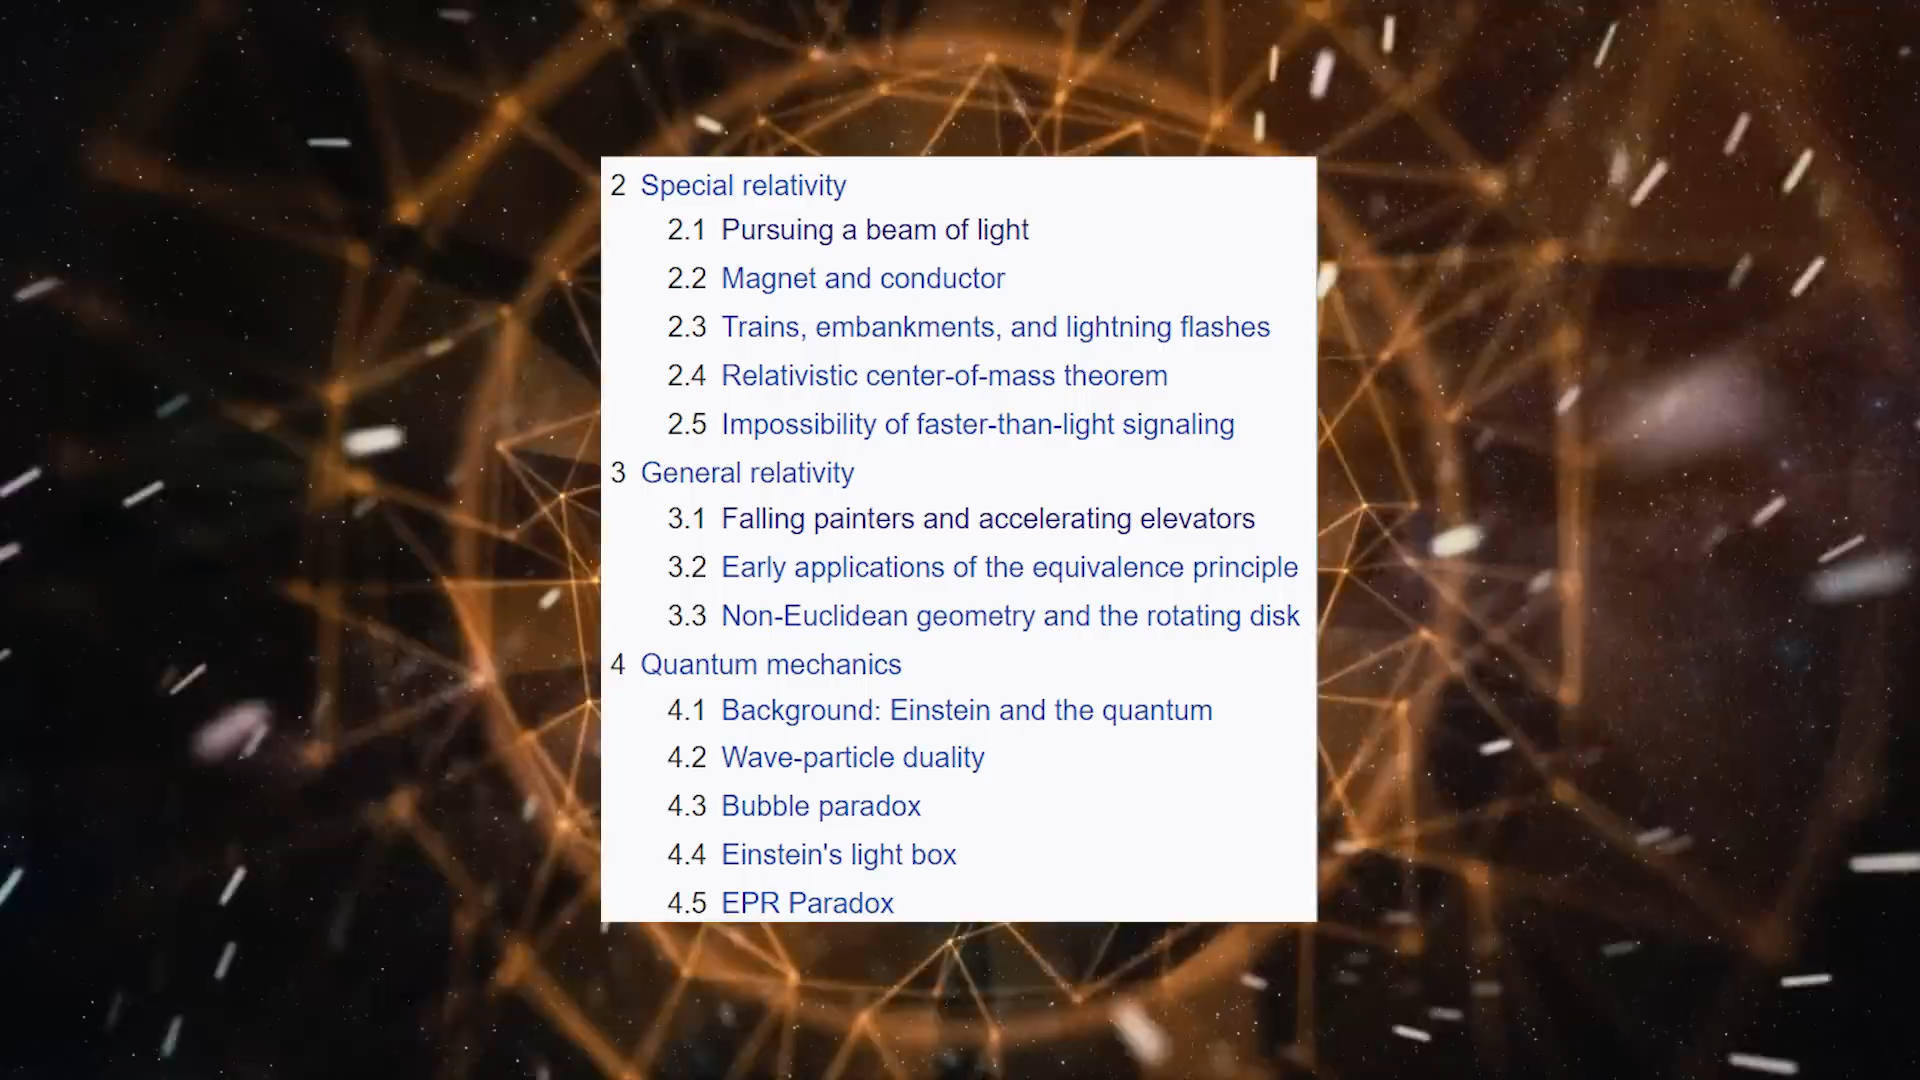 2 Special relativity
2.1 Pursuing a beam of light
2.2 Magnet and conductor
2.3 Trains, embankments, and lightning flashes
2.4 Relativistic center-of-mass theorem
2.5 Impossibility of faster-than-light signaling
3 General relativity
3.1 Falling painters and accelerating elevators
3.2 Early applications of the equivalence principle
3.3 Non-Euclidean geometry and the rotating disk
4 Quantum mechanics
4.1 Background: Einstein and the quantum
4.2 Wave-particle duality
4.3 Bubble paradox
4.4 Einstein's light box
4.5 EPR Paradox